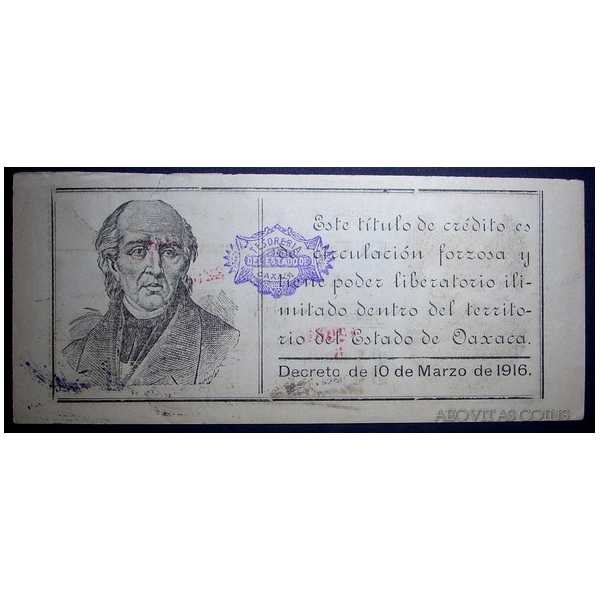 Este título de crédito es
de circulación forzosa y
tiene poder liberatorio ili-
mitado dentro del territo-
rio del Estado de Oaxaca.
Decreto de 10 de Marzo de 1916.
TESORERIA
DEL ESTADO DE
OAXACA
AEQVITAS COINS